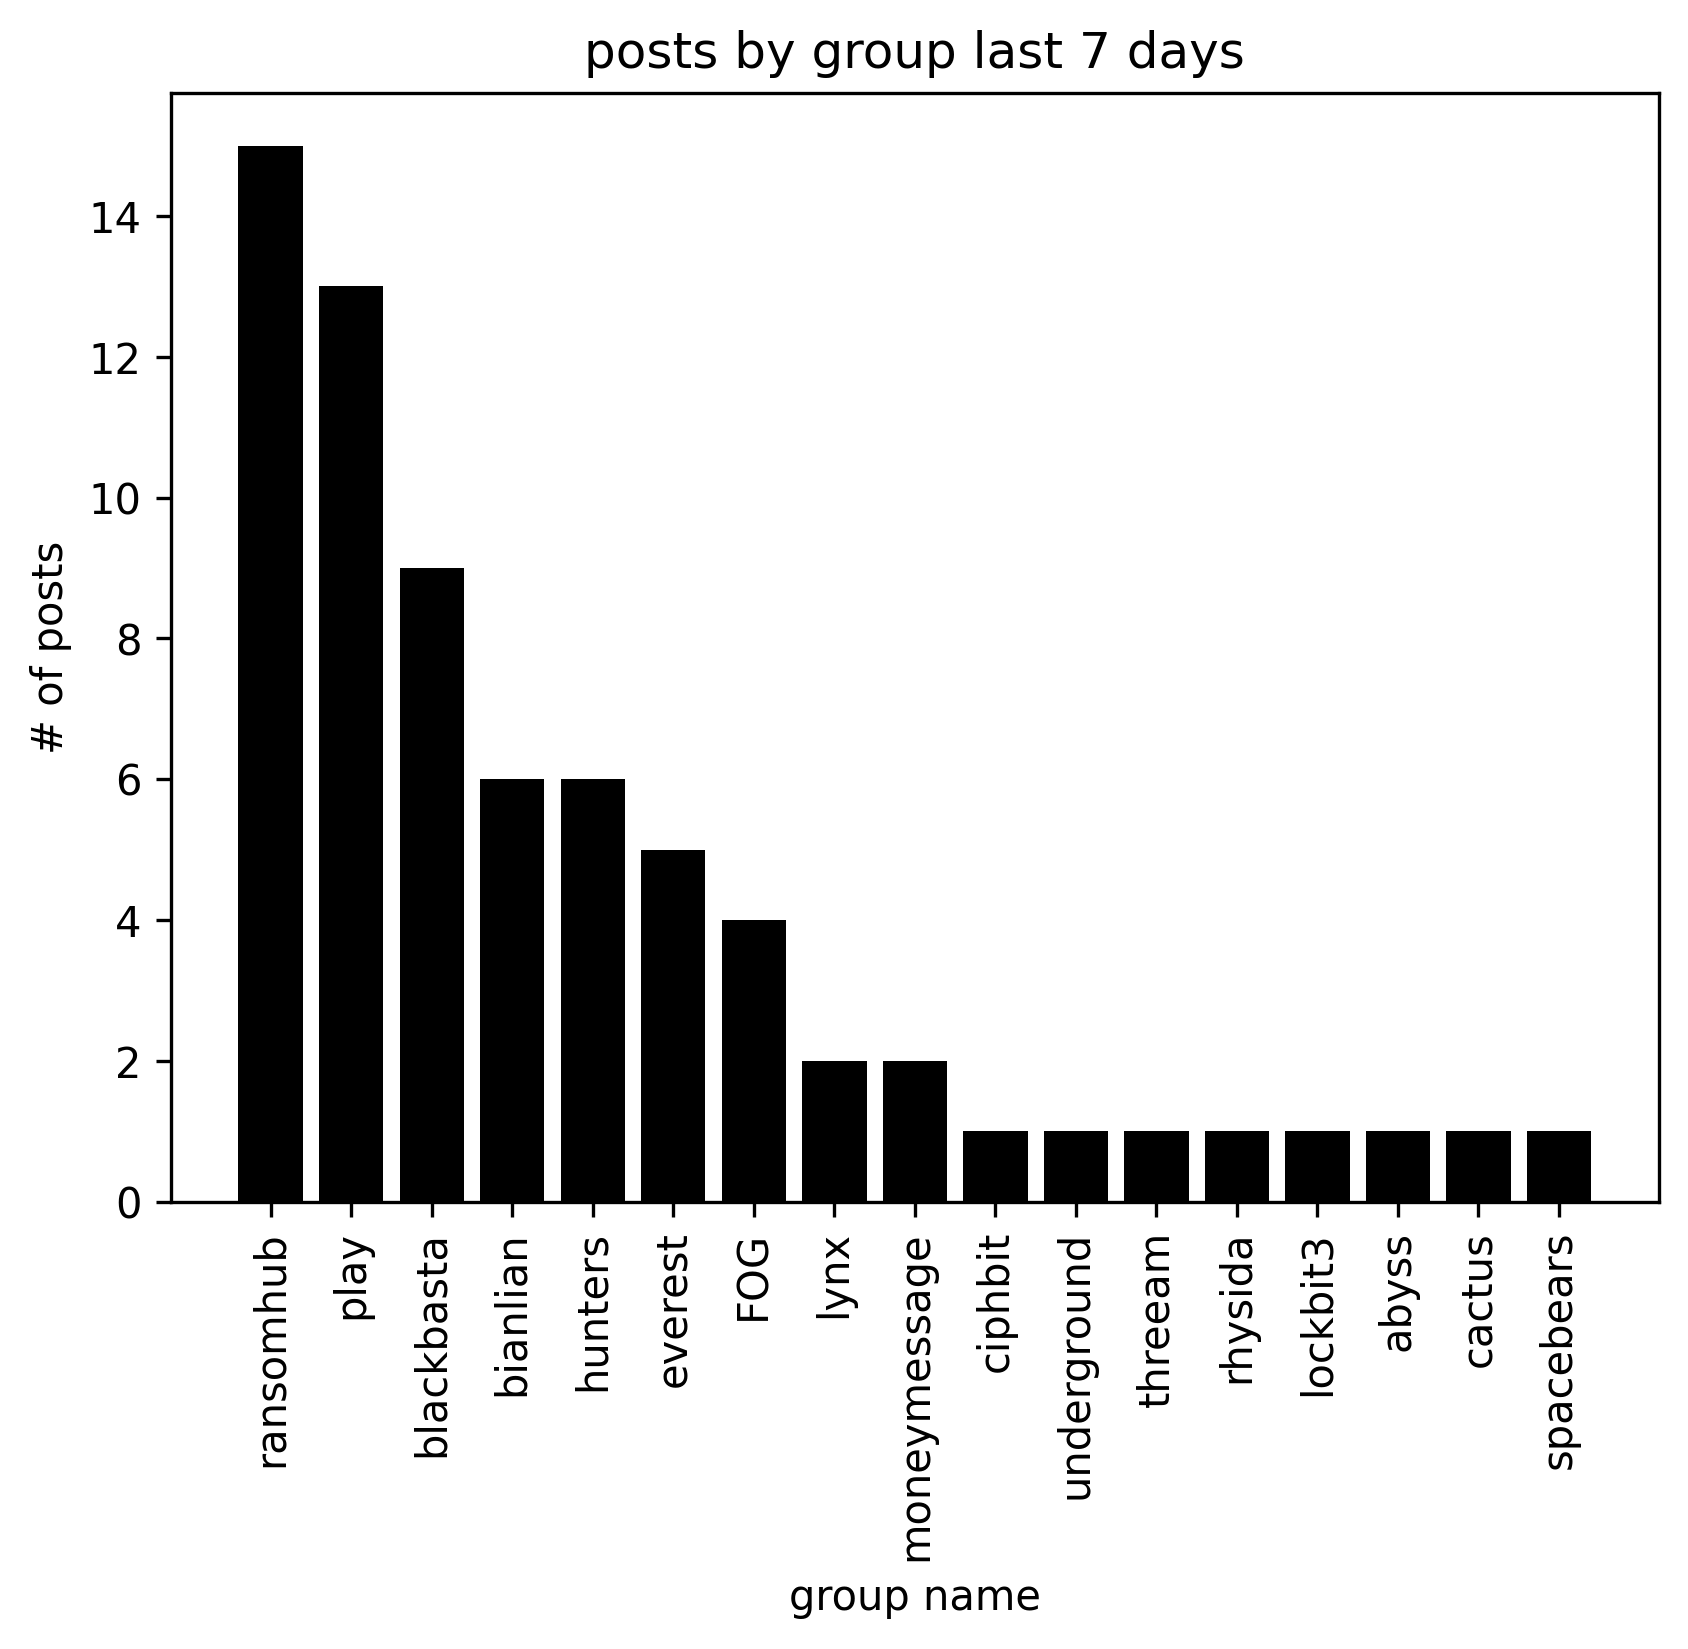 posts by group last 7 days
14
12
10
8
6
4
2
0
# of posts
ransomhub
play
blackbasta
bianlian
hunters
everest
FOG
lynx
moneymessage
ciphbit
underground
threeam
rhysida
lockbit3
abyss
cactus
spacebears
group name